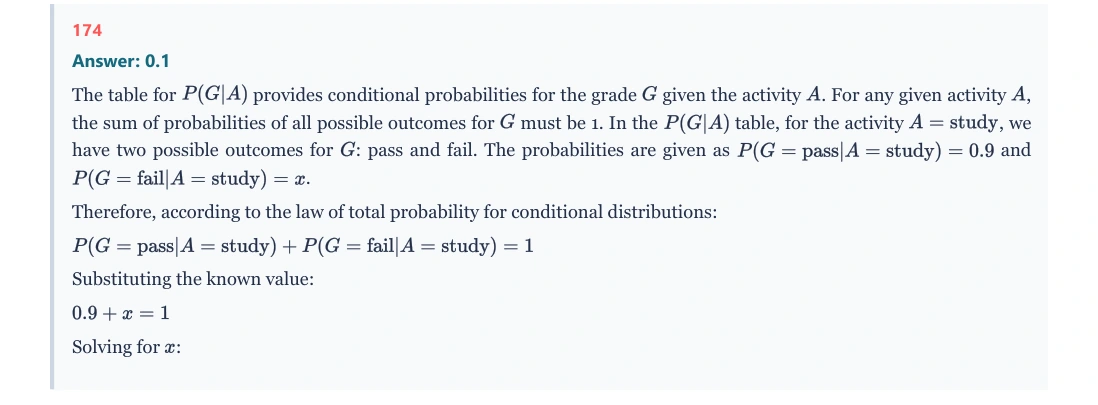 174
Answer: 0.1
The table for P(G|A) provides conditional probabilities for the grade G given the activity A. For any given activity A,
the sum of probabilities of all possible outcomes for G must be 1. In the P(G|A) table, for the activity A = study, we
have two possible outcomes for G: pass and fail. The probabilities are given as P(G = pass|A = study) = 0.9 and
P(G = fail|A = study) = x.
Therefore, according to the law of total probability for conditional distributions:
P(G = pass|A = study) + P(G = fail|A = study) = 1
Substituting the known value:
0.9 + x = 1
Solving for x: